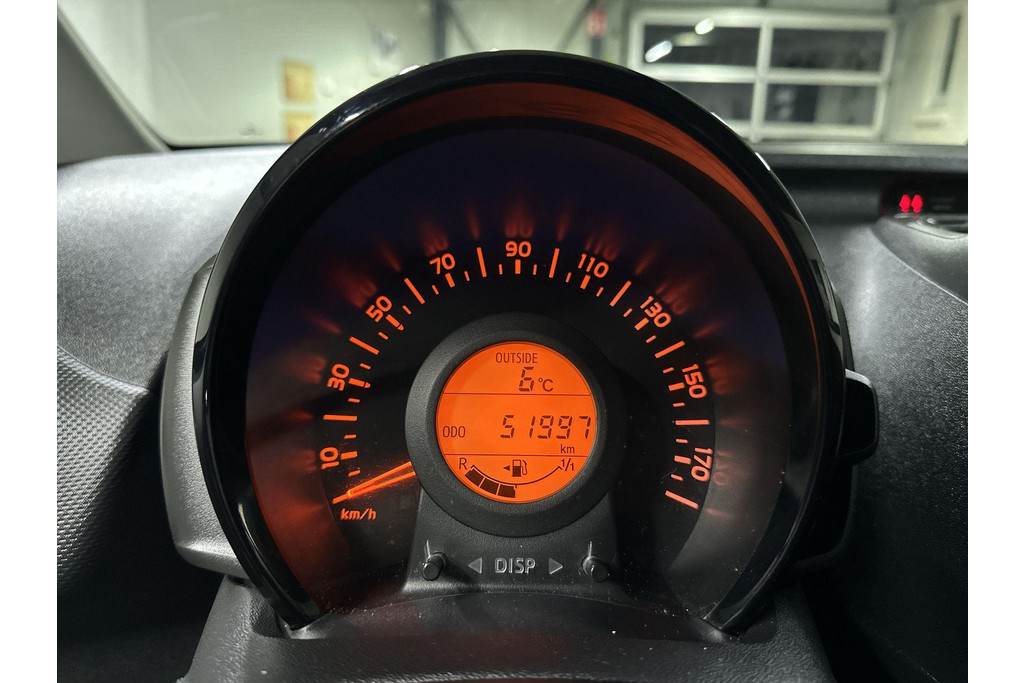 10
30
50
70
90
110
130
150
170
km/h
OUTSIDE
6°C
ODO 51997
km
R 1/1
◄ DISP ►